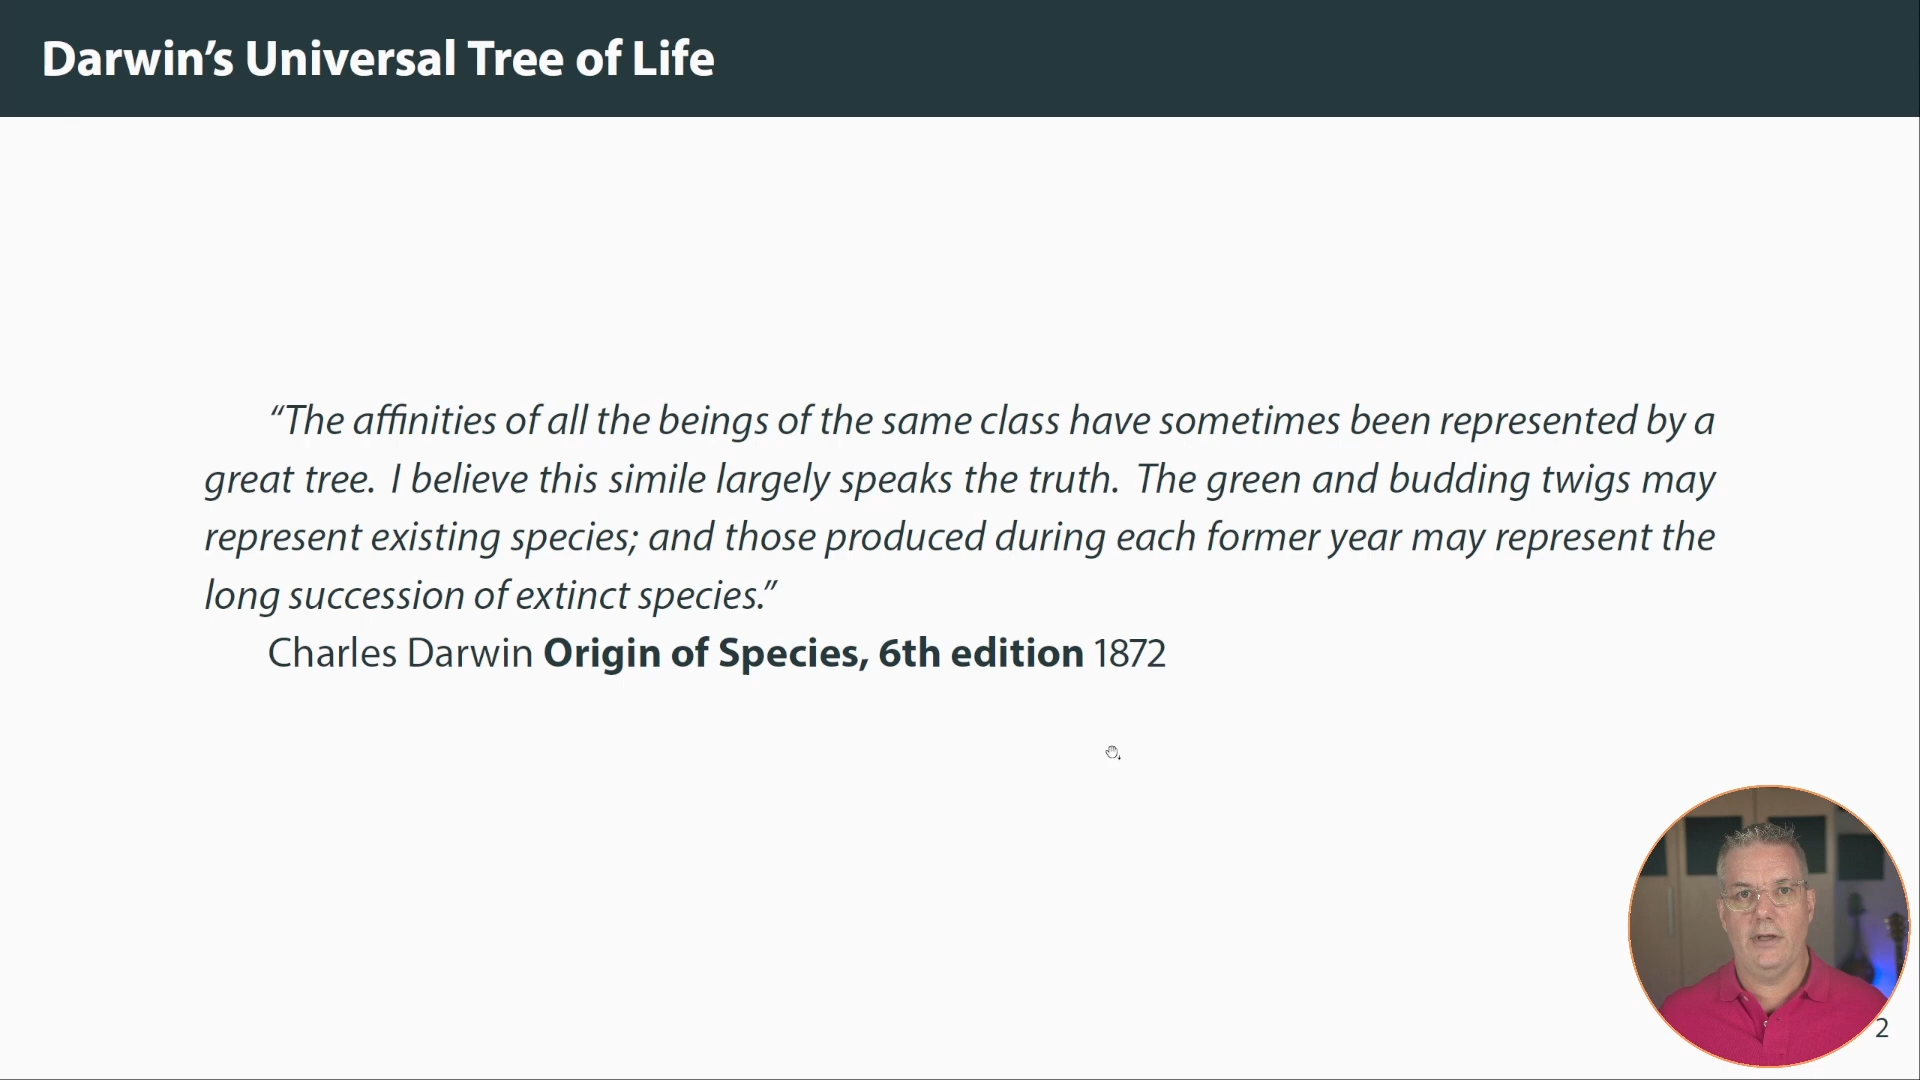 Darwin’s Universal Tree of Life
“The affinities of all the beings of the same class have sometimes been represented by a
great tree. I believe this simile largely speaks the truth. The green and budding twigs may
represent existing species; and those produced during each former year may represent the
long succession of extinct species.”
Charles Darwin Origin of Species, 6th edition 1872
2